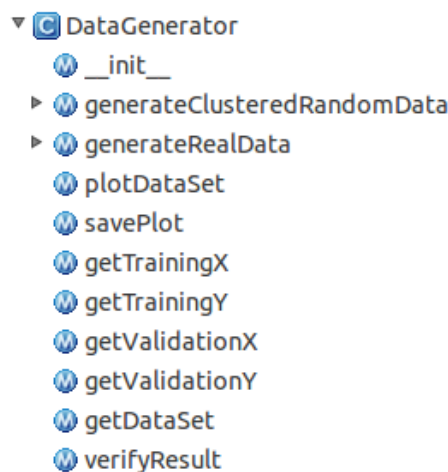 C DataGenerator
M __init__
M generateClusteredRandomData
M generateRealData
M plotDataSet
M savePlot
M getTrainingX
M getTrainingY
M getValidationX
M getValidationY
M getDataSet
M verifyResult